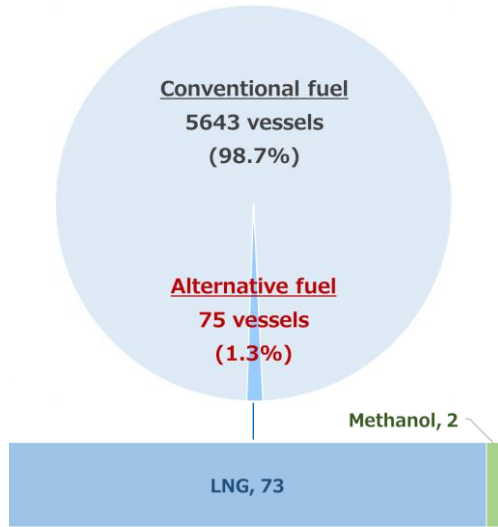 Conventional fuel
5643 vessels
(98.7%)
Alternative fuel
75 vessels
(1.3%)
Methanol, 2
LNG, 73